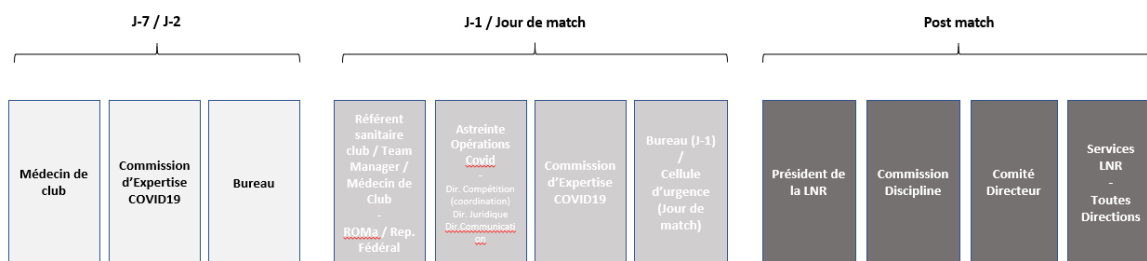 J-7 / J-2
J-1 / Jour de match
Post match
Médecin de
club
Commission
d'Expertise
COVID19
Bureau
Référent
sanitaire
club / Team
Manager /
Médecin de
Club
-
ROMa / Rep.
Fédéral
Astreinte
Opérations
Covid
-
Dir. Compétition
(coordination)
Dir. Juridique
Dir.Communicati
on
Commission
d'Expertise
COVID19
Bureau (J-1)
/
Cellule
d'urgence
(Jour de
match)
Président de
la LNR
Commission
Discipline
Comité
Directeur
Services
LNR
-
Toutes
Directions